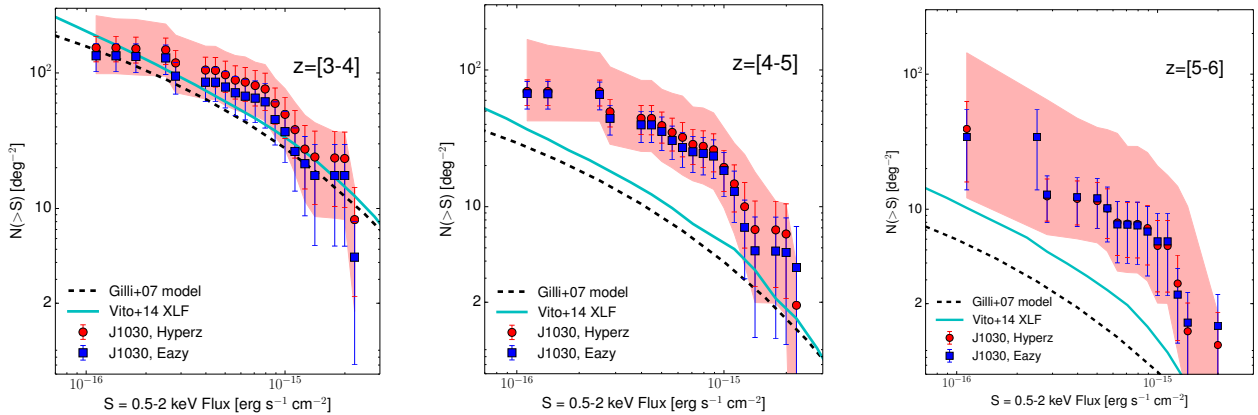 z=[3-4]
N(>S) [deg⁻²]
10²
10
2
Gilli+07 model
Vito+14 XLF
J1030, Hyperz
J1030, Eazy
10⁻¹⁶
10⁻¹⁵
S = 0.5-2 keV Flux [erg s⁻¹ cm⁻²]
z=[4-5]
N(>S) [deg⁻²]
10²
10
2
Gilli+07 model
Vito+14 XLF
J1030, Hyperz
J1030, Eazy
10⁻¹⁶
10⁻¹⁵
S = 0.5-2 keV Flux [erg s⁻¹ cm⁻²]
z=[5-6]
N(>S) [deg⁻²]
10²
10
2
Gilli+07 model
Vito+14 XLF
J1030, Hyperz
J1030, Eazy
10⁻¹⁶
10⁻¹⁵
S = 0.5-2 keV Flux [erg s⁻¹ cm⁻²]